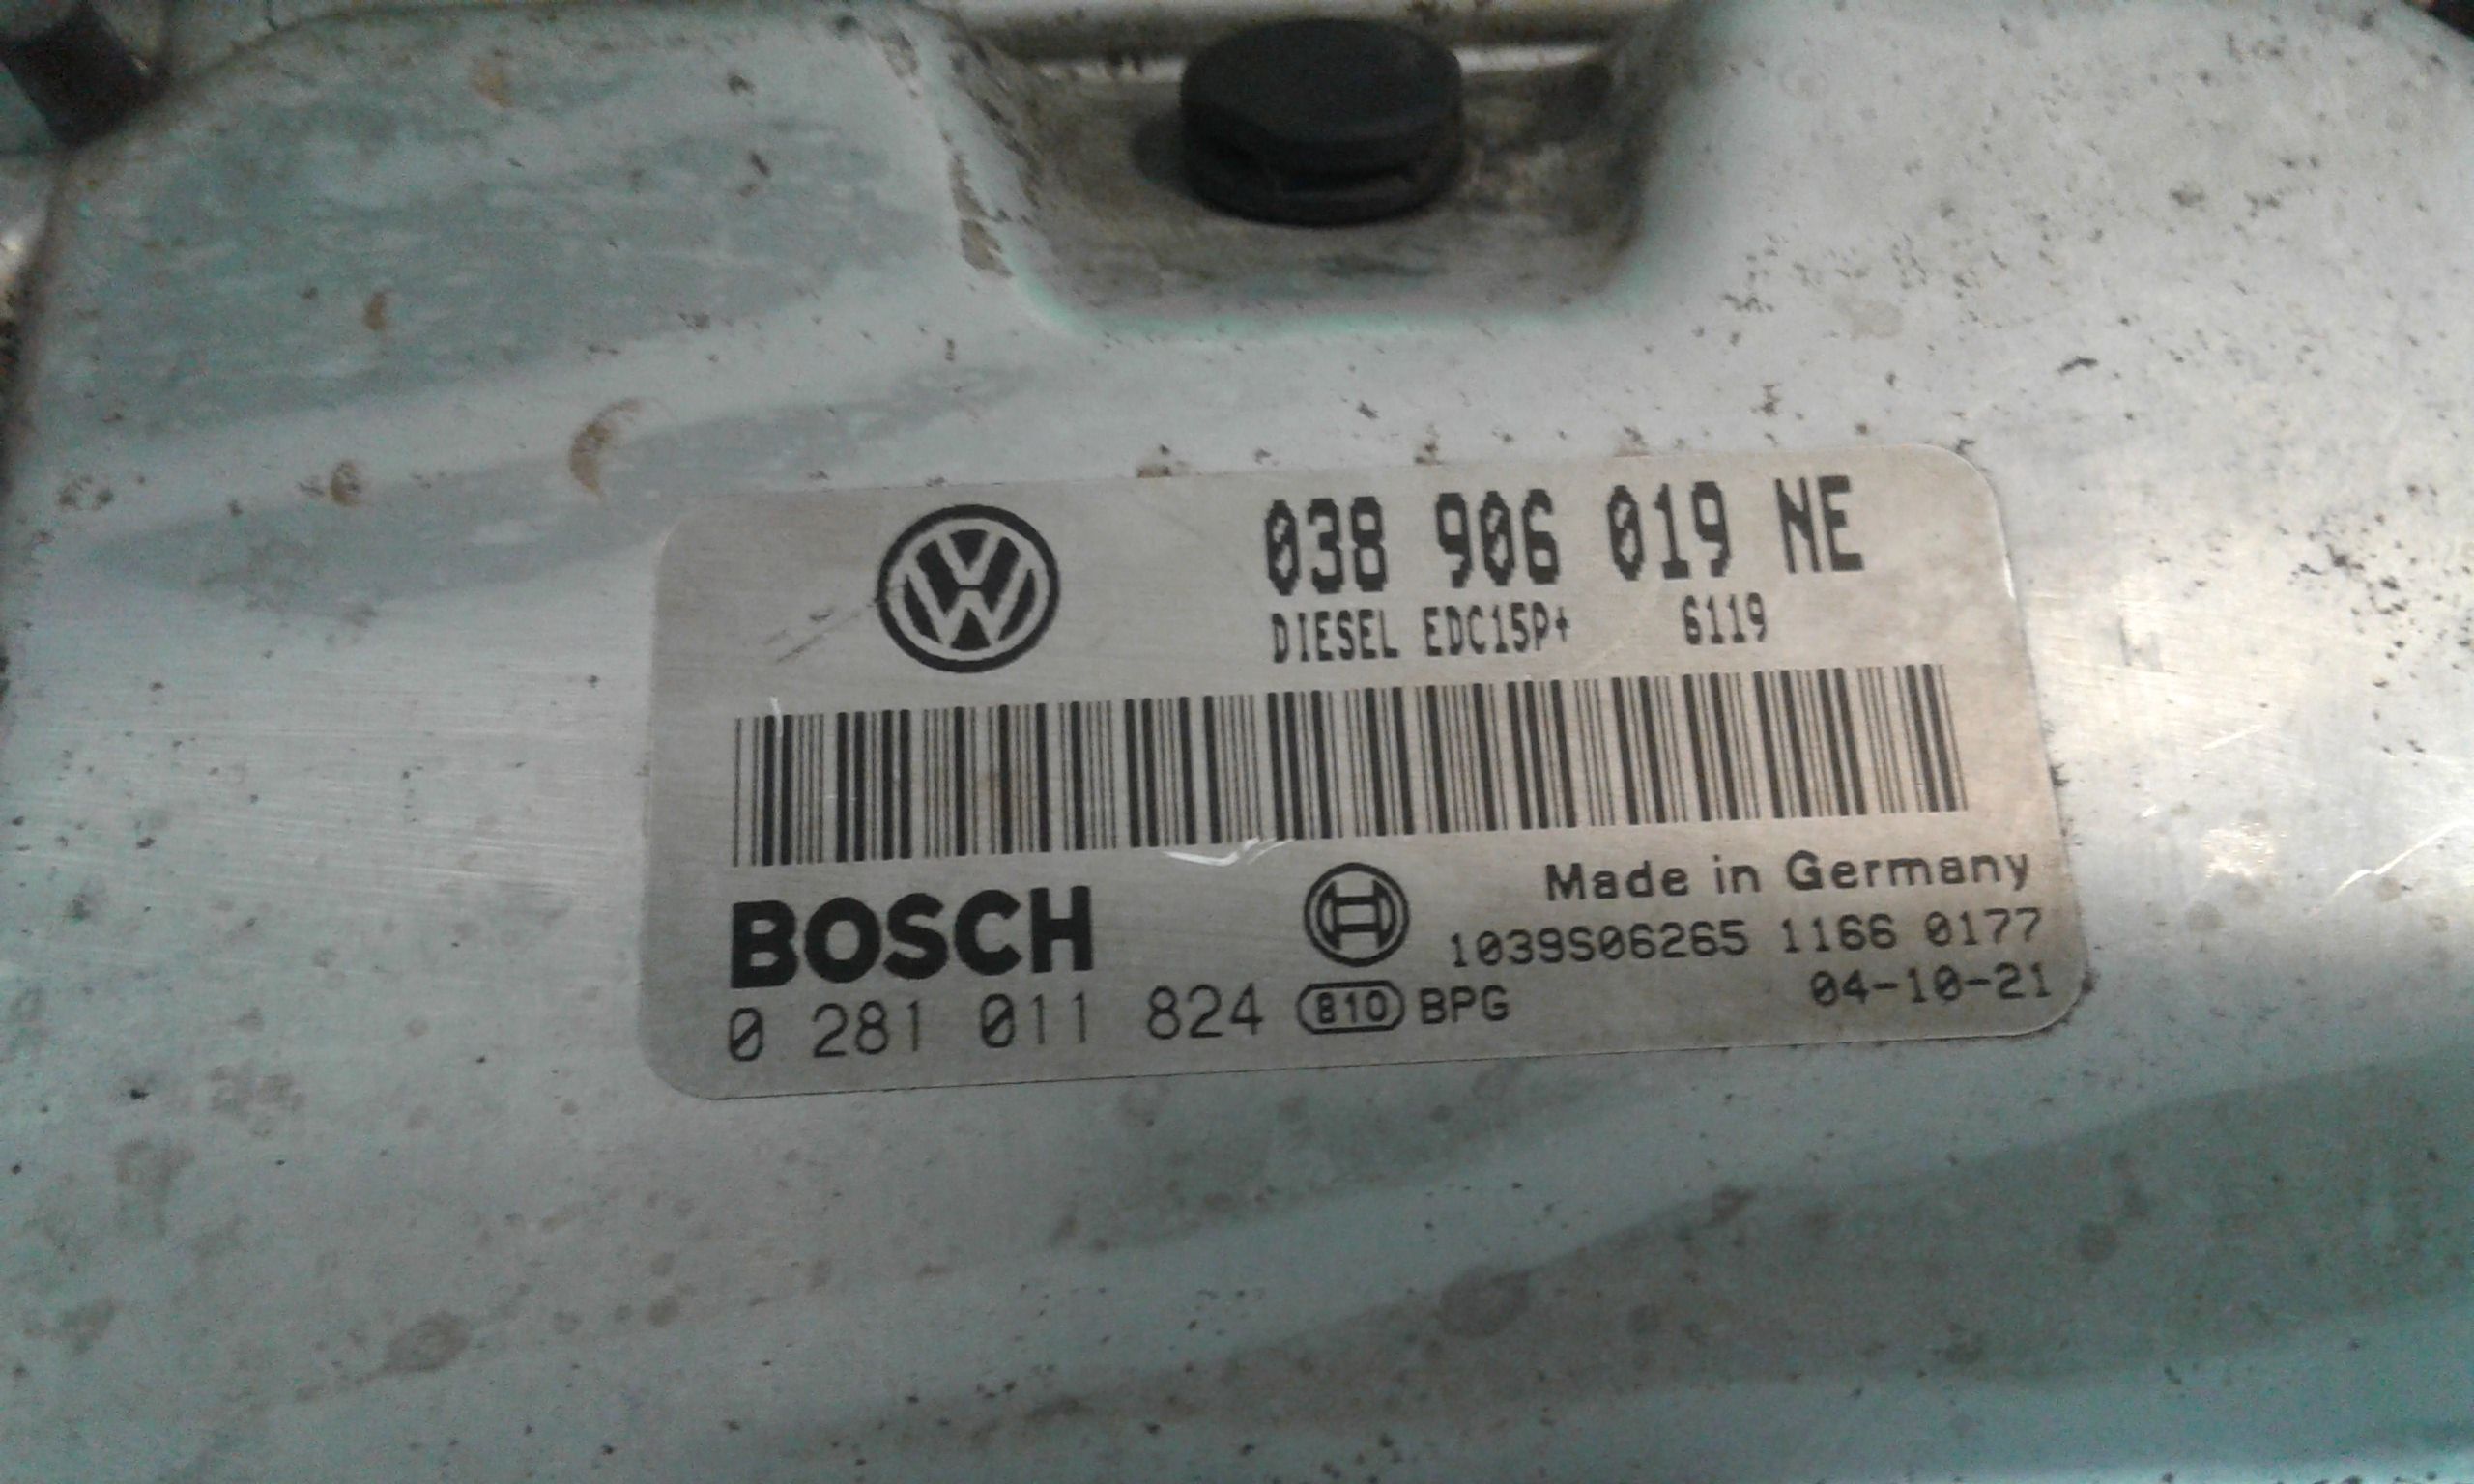 038 906 019 NE
DIESEL EDC15P+ 6119
BOSCH
Made in Germany
1039S06265 1166 0177
0 281 011 824 810 BPG 04-10-21